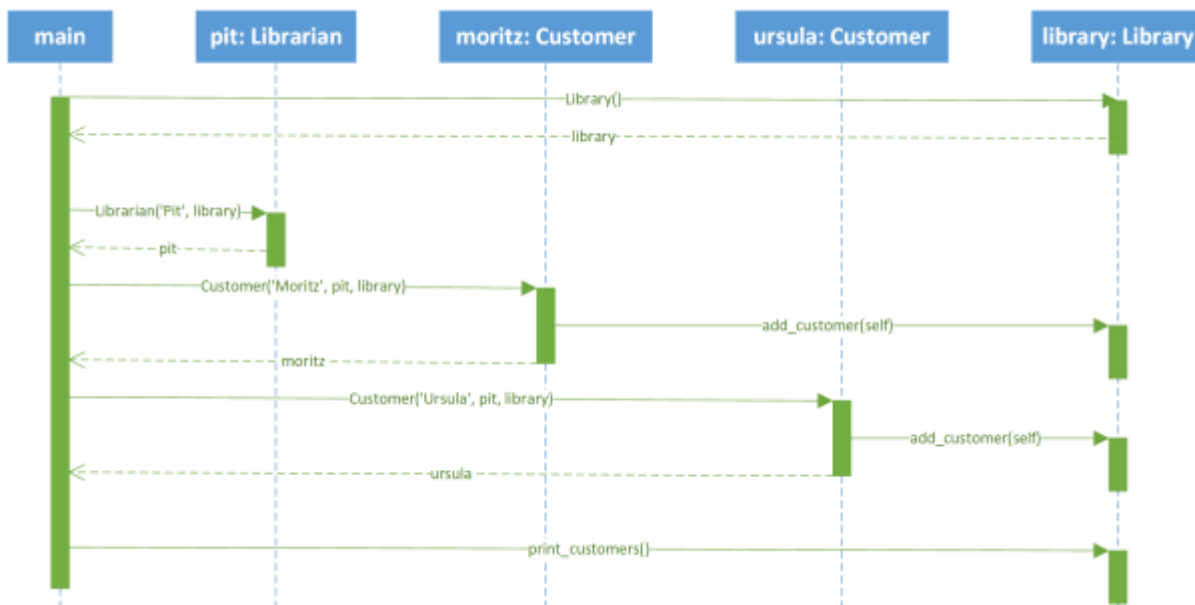 main
pit: Librarian
moritz: Customer
ursula: Customer
library: Library
Library()
library
Librarian('Pit', library)
pit
Customer('Moritz', pit, library)
add_customer(self)
moritz
Customer('Ursula', pit, library)
add_customer(self)
ursula
print_customers()